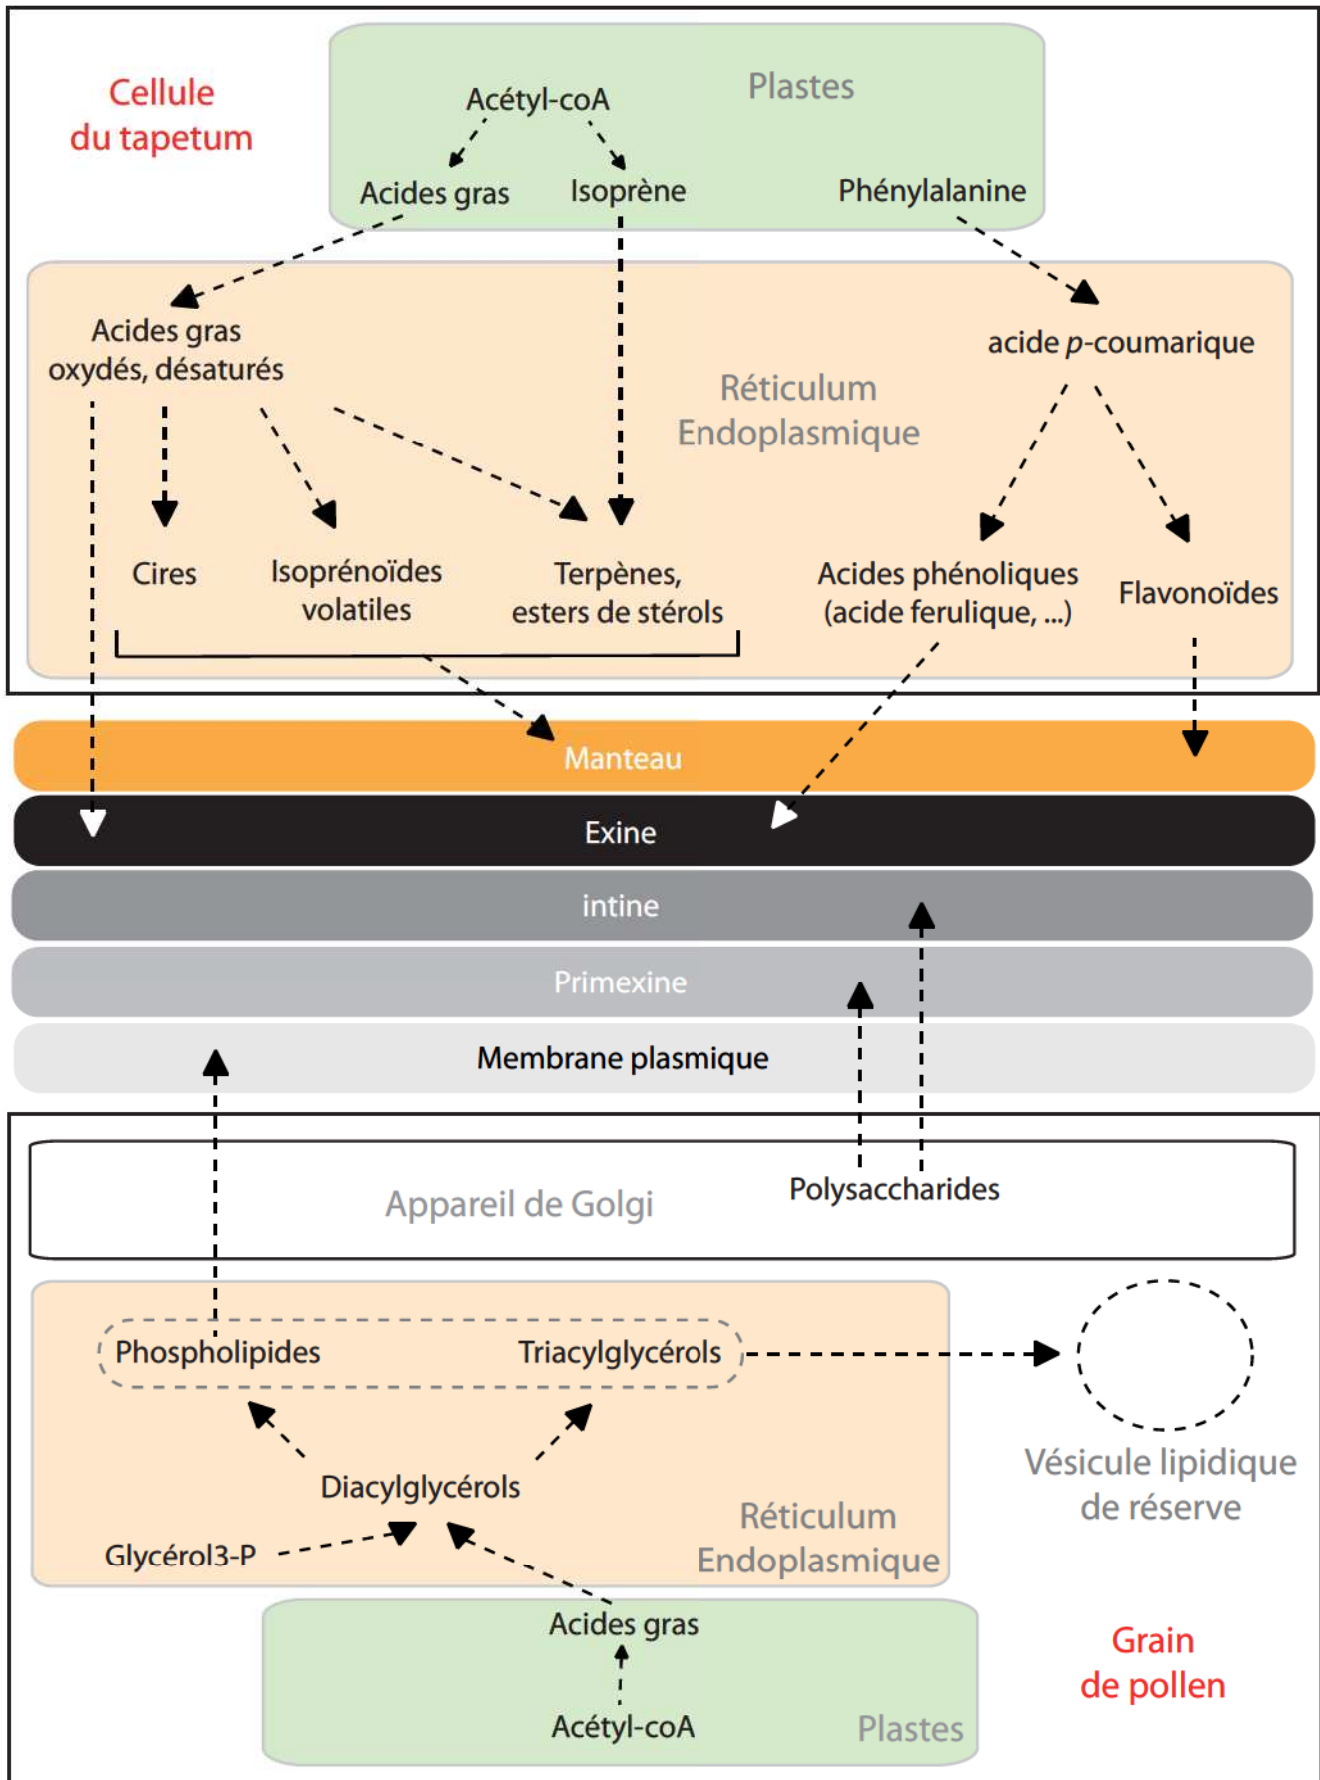 Cellule
du tapetum
Plastes
Acétyl-coA
Acides gras
Isoprène
Phénylalanine
Acides gras
oxydés, désaturés
acide p-coumarique
Réticulum
Endoplasmique
Cires
Isoprénoïdes
volatiles
Terpènes,
esters de stérols
Acides phénoliques
(acide ferulique, ...)
Flavonoïdes
Manteau
Exine
intine
Primexine
Membrane plasmique
Appareil de Golgi
Polysaccharides
Phospholipides
Triacylglycérols
Diacylglycérols
Glycérol3-P
Réticulum
Endoplasmique
Vésicule lipidique
de réserve
Acides gras
Acétyl-coA
Plastes
Grain
de pollen